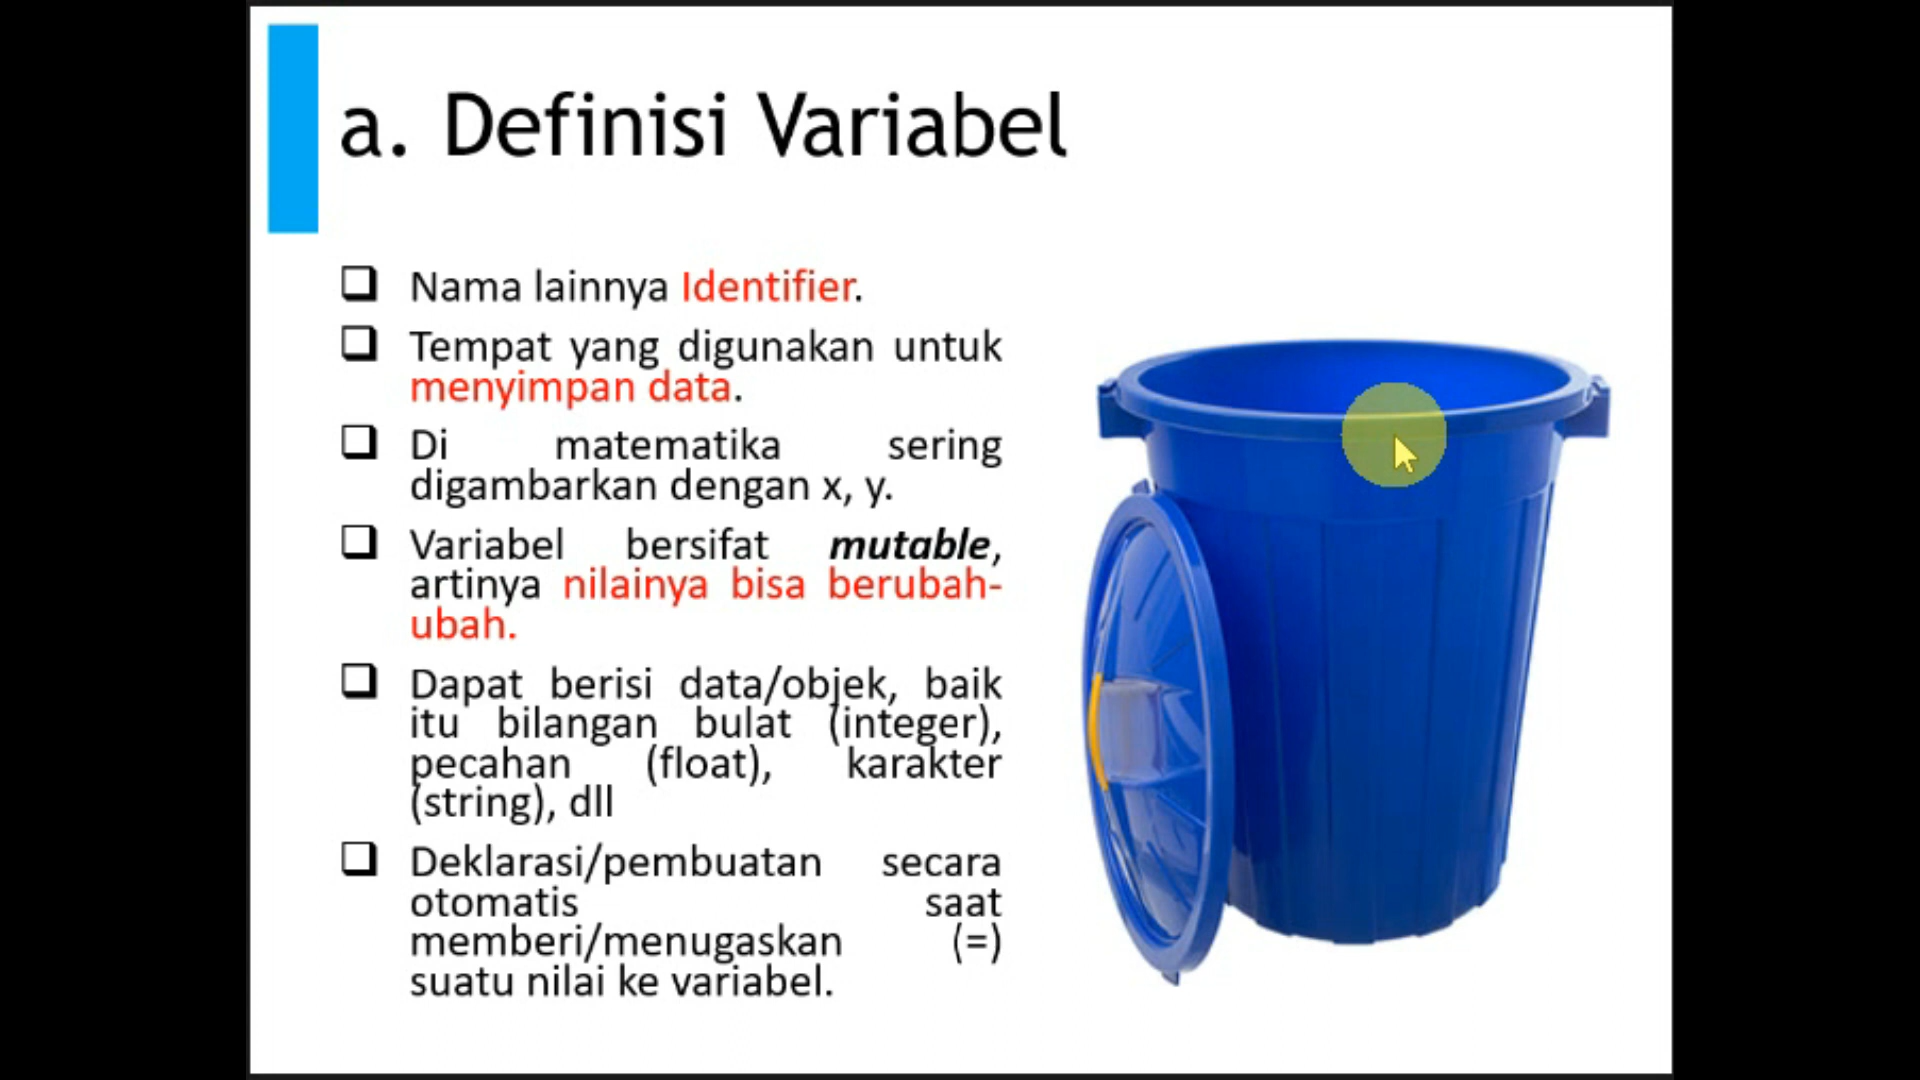 a. Definisi Variabel
Nama lainnya Identifier.
Tempat yang digunakan untuk
menyimpan data.
Di matematika sering
digambarkan dengan x, y.
Variabel bersifat mutable,
artinya nilainya bisa berubah-
ubah.
Dapat berisi data/objek, baik
itu bilangan bulat (integer),
pecahan (float), karakter
(string), dll
Deklarasi/pembuatan secara
otomatis saat
memberi/menugaskan (=)
suatu nilai ke variabel.